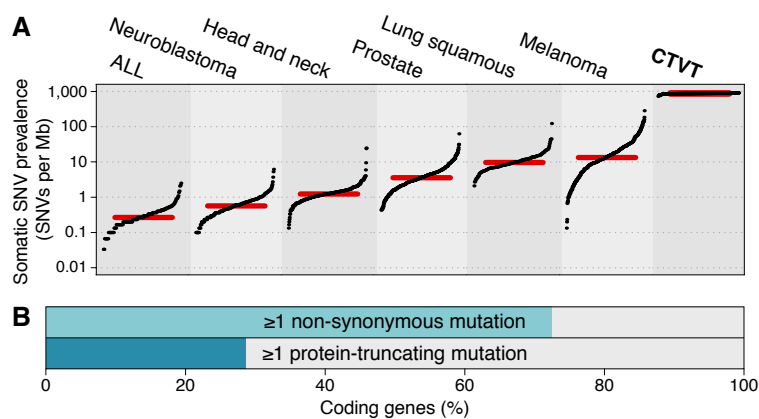 A
ALL
Neuroblastoma
Head and neck
Prostate
Lung squamous
Melanoma
CTVT
Somatic SNV prevalence
(SNVs per Mb)
1,000
100
10
1
0.1
0.01
B
≥1 non-synonymous mutation
≥1 protein-truncating mutation
0 20 40 60 80 100
Coding genes (%)